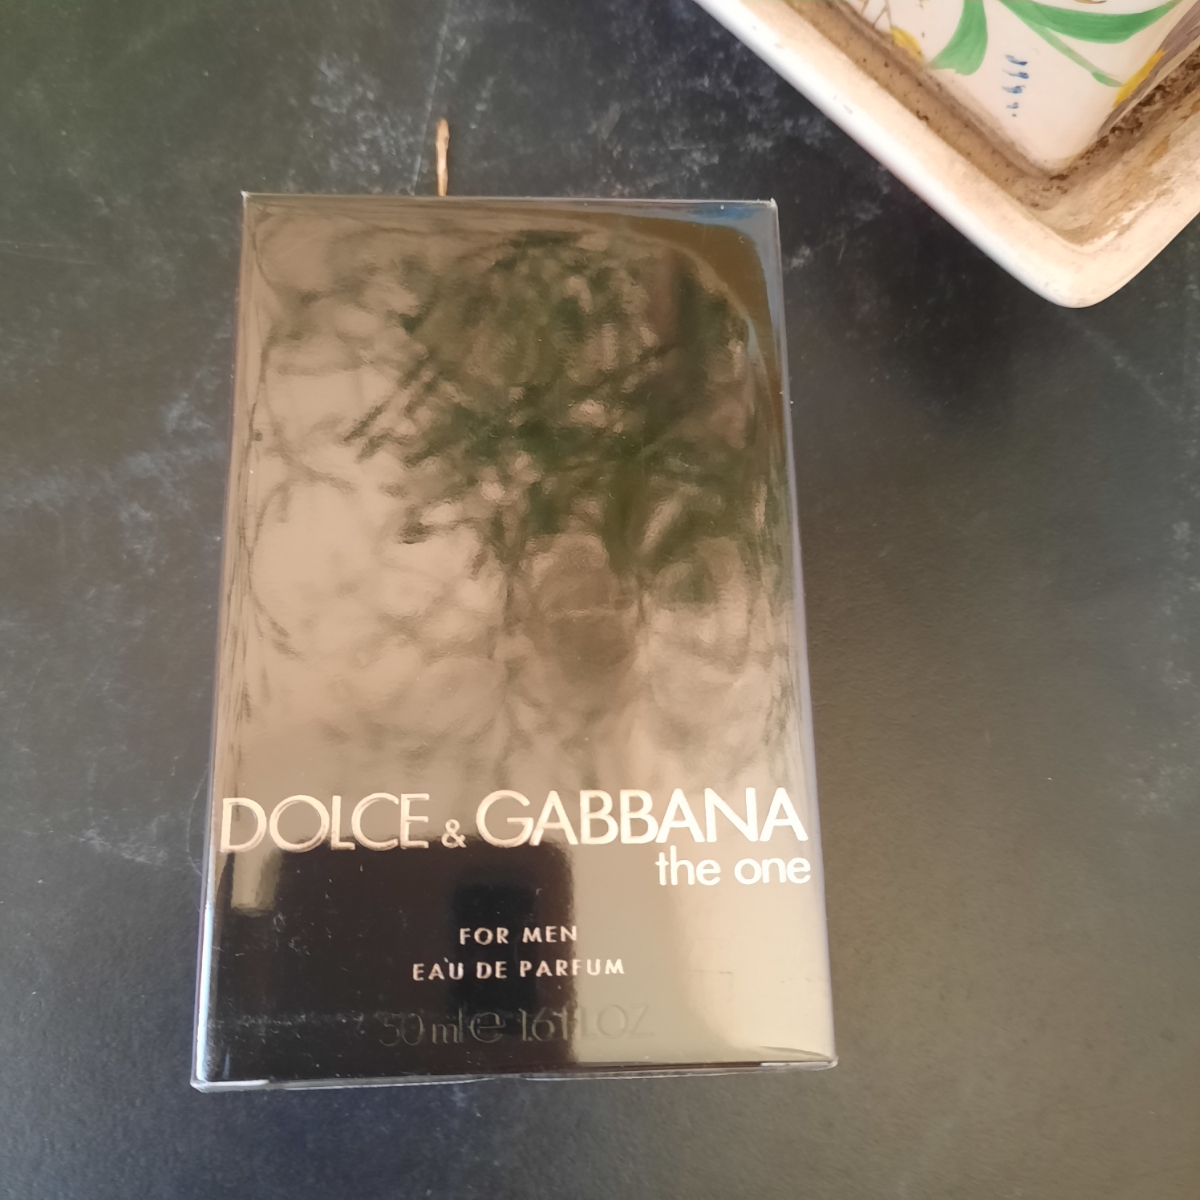 DOLCE & GABBANA
the one
FOR MEN
EAU DE PARFUM
50 ml ℮ 1.6 FL.OZ